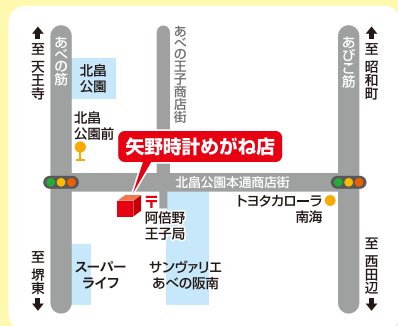 至 天王寺
あべの筋
北畠
公園
あべの王子商店街
あびこ筋
至 昭和町
北畠
公園前
矢野時計めがね店
北畠公園本通商店街
〒
阿倍野
王子局
トヨタカローラ
南海
至 堺東
スーパー
ライフ
サンヴァリエ
あべの阪南
至 西田辺